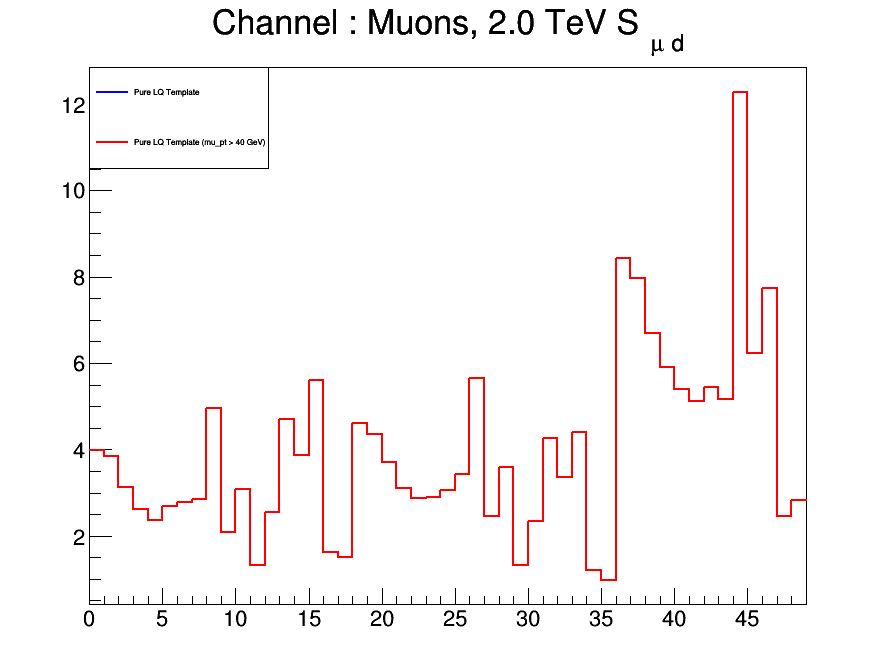 Channel : Muons, 2.0 TeV S μ d
Pure LQ Template
Pure LQ Template (mu_pt > 40 GeV)
12
10
8
6
4
2
0 5 10 15 20 25 30 35 40 45